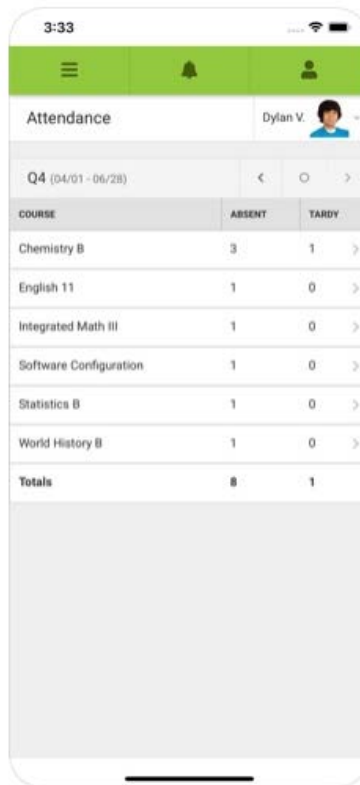 3:33
Attendance Dylan V.
Q4 (04/01 - 06/28)
COURSE ABSENT TARDY
Chemistry B 3 1
English 11 1 0
Integrated Math III 1 0
Software Configuration 1 0
Statistics B 1 0
World History B 1 0
Totals 8 1